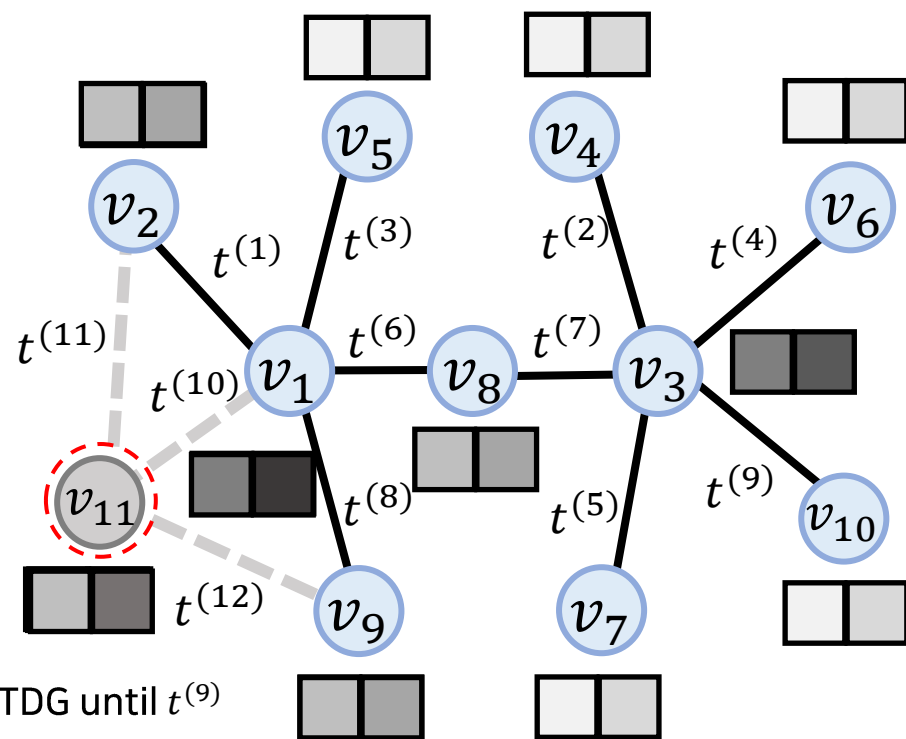 v₅
v₄
v₂
v₆
t⁽³⁾
t⁽²⁾
t⁽⁴⁾
t⁽¹⁾
t⁽¹¹⁾
t⁽⁶⁾
t⁽⁷⁾
t⁽¹⁰⁾
v₁
v₈
v₃
v₁₁
t⁽⁸⁾
t⁽⁵⁾
t⁽⁹⁾
v₁₀
t⁽¹²⁾
v₉
v₇
TDG until t⁽⁹⁾